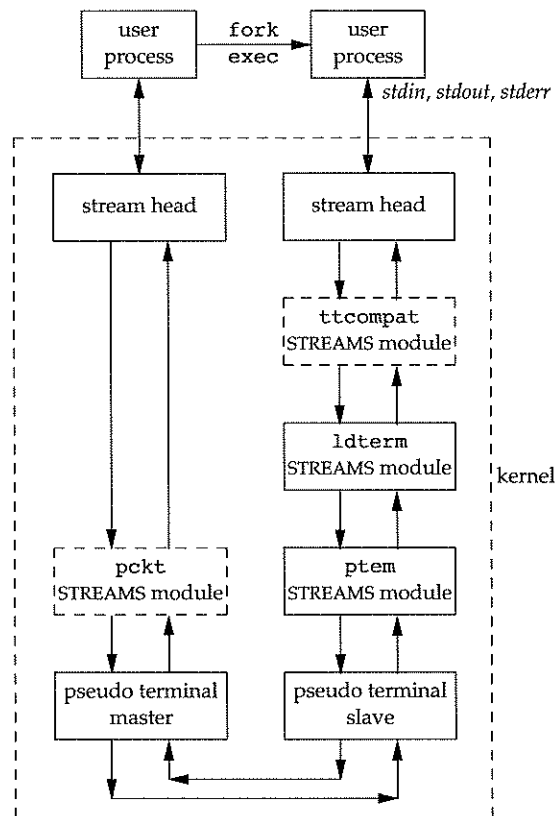 user
process
fork
exec
user
process
stdin, stdout, stderr
stream head
stream head
ttcompat
STREAMS module
ldterm
STREAMS module
kernel
pckt
STREAMS module
ptem
STREAMS module
pseudo terminal
master
pseudo terminal
slave